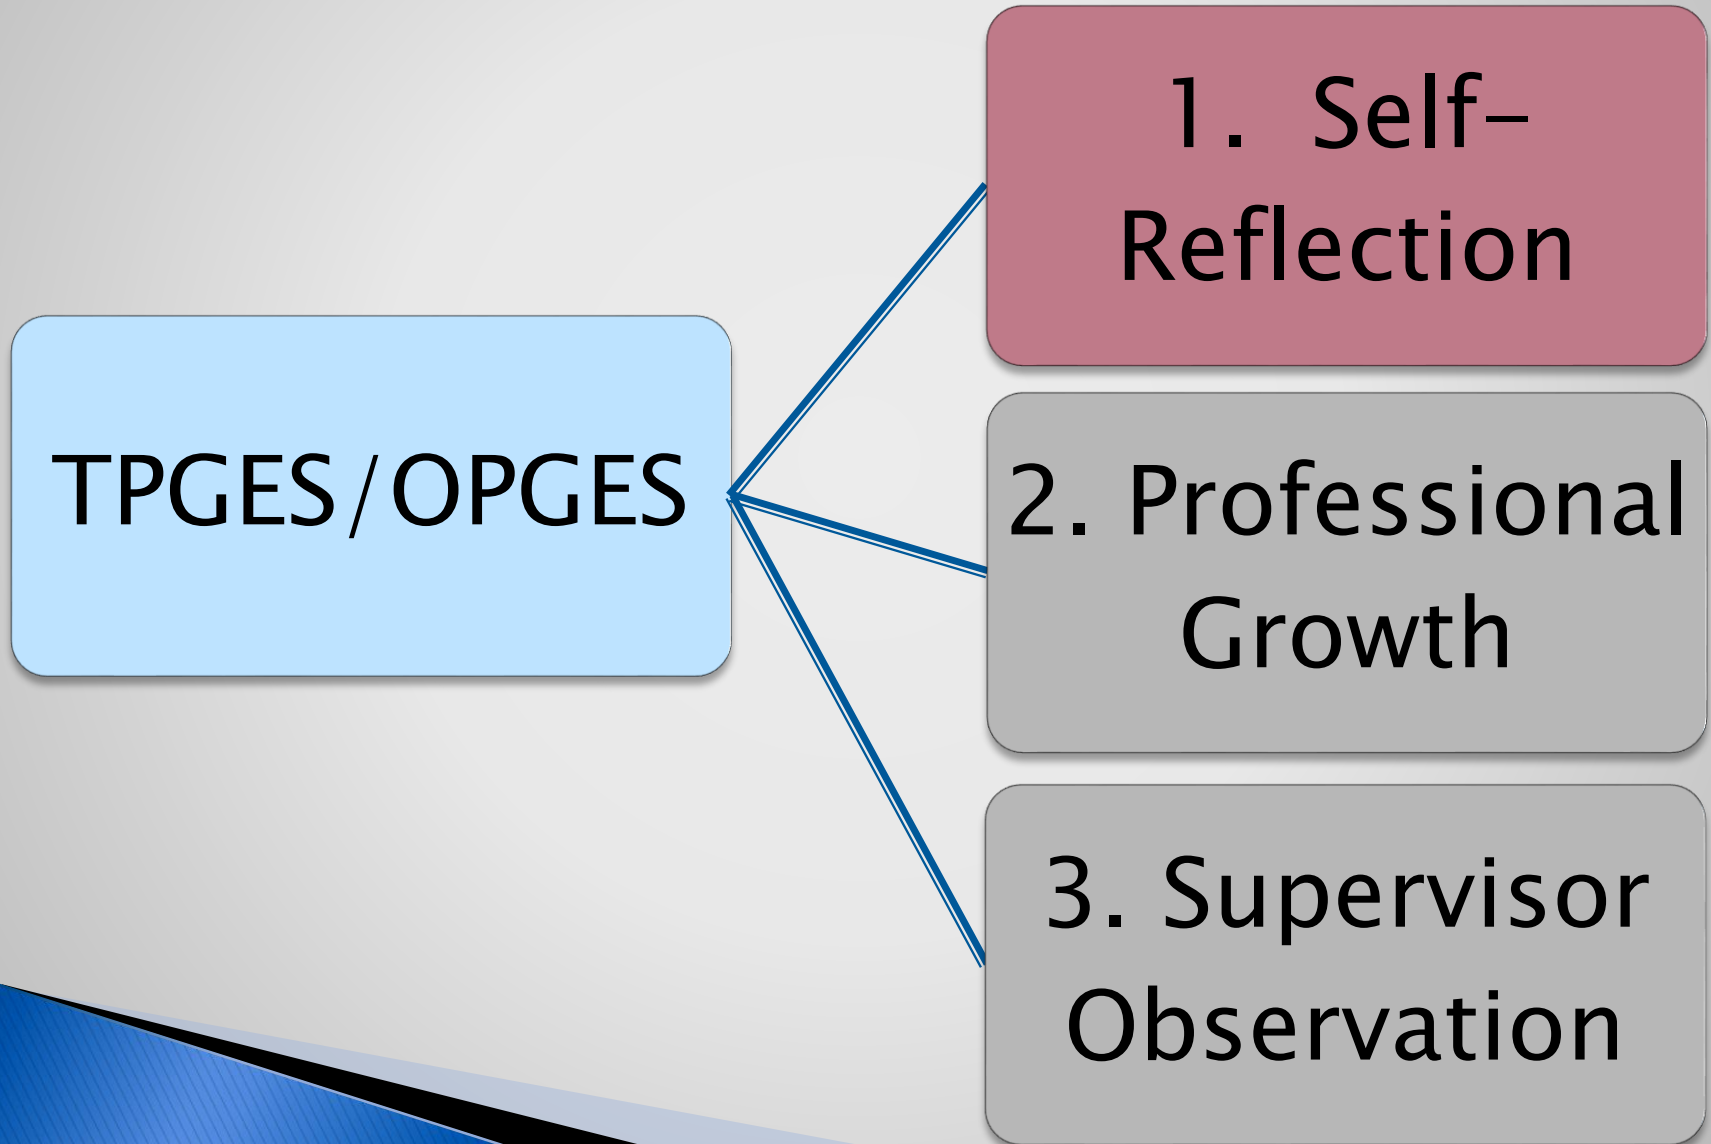 TPGES/OPGES
1. Self-
Reflection
2. Professional
Growth
3. Supervisor
Observation